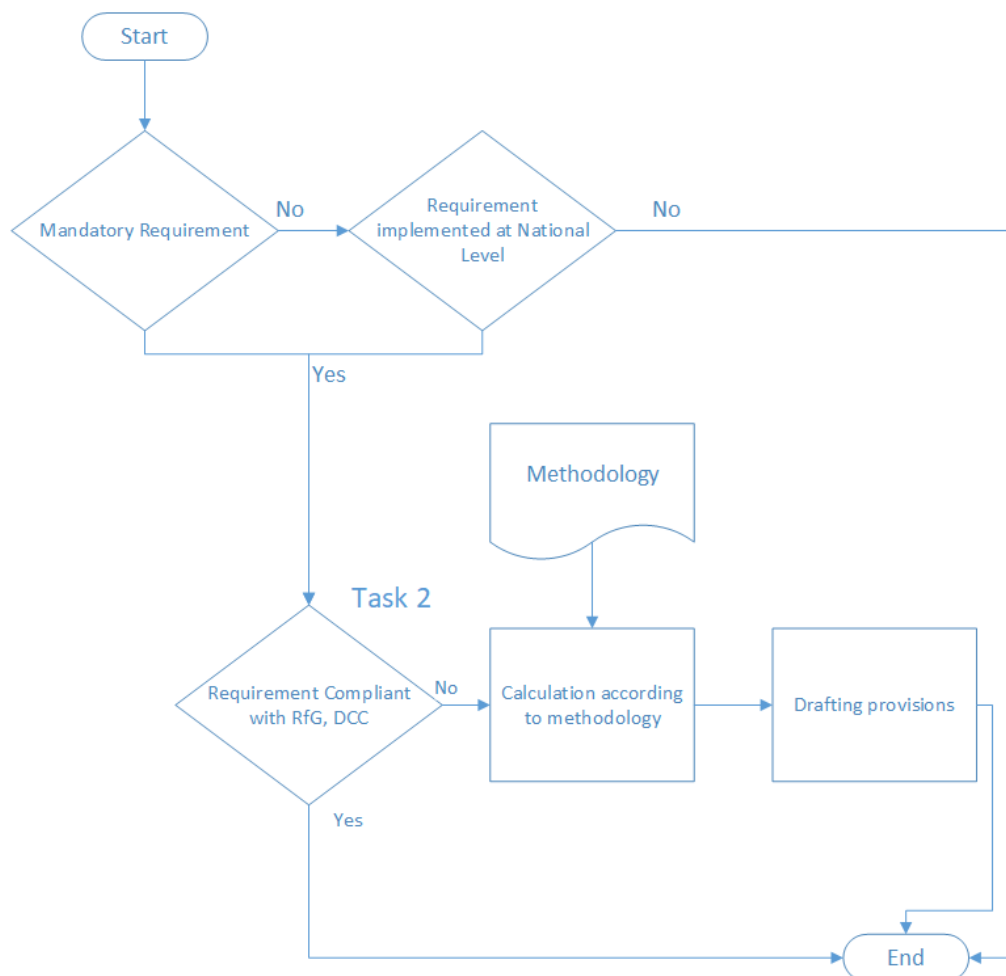 Start
Mandatory Requirement
No
Requirement
implemented at National
Level
No
Yes
Methodology
Task 2
Requirement Compliant
with RfG, DCC
No
Calculation according
to methodology
Drafting provisions
Yes
End